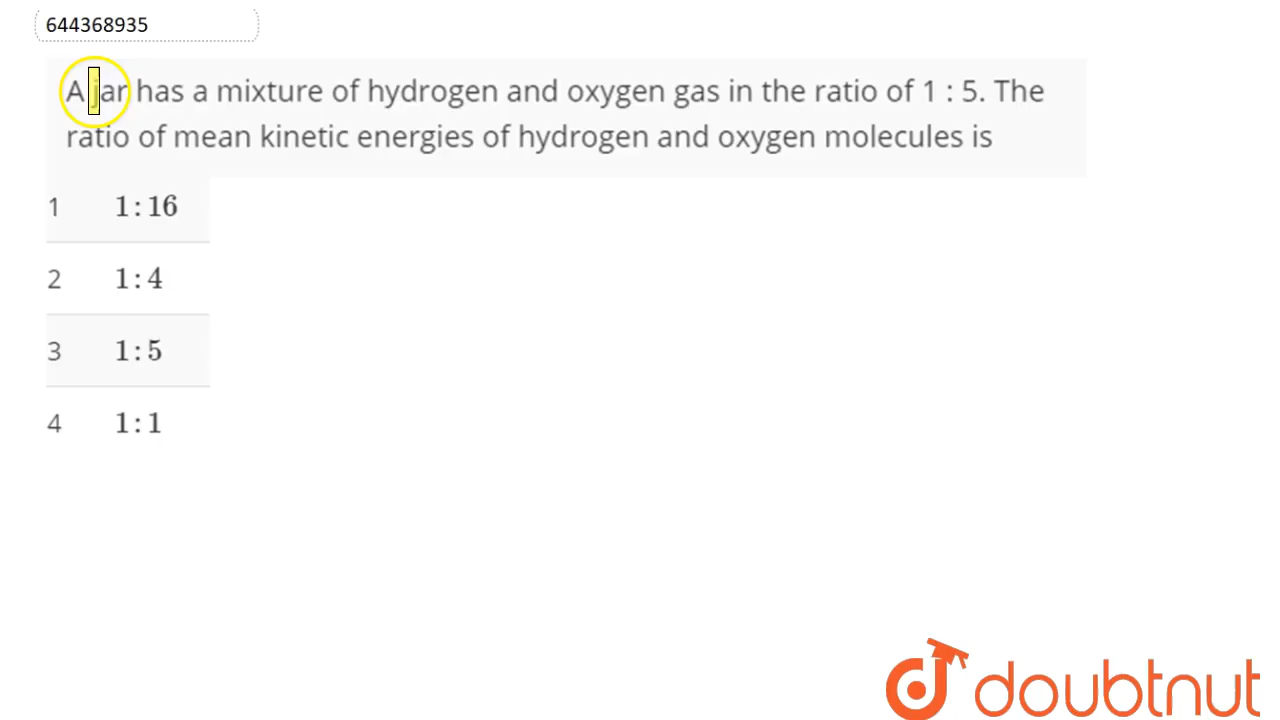 644368935
A jar has a mixture of hydrogen and oxygen gas in the ratio of 1 : 5. The
ratio of mean kinetic energies of hydrogen and oxygen molecules is
1 1 : 16
2 1 : 4
3 1 : 5
4 1 : 1
doubtnut